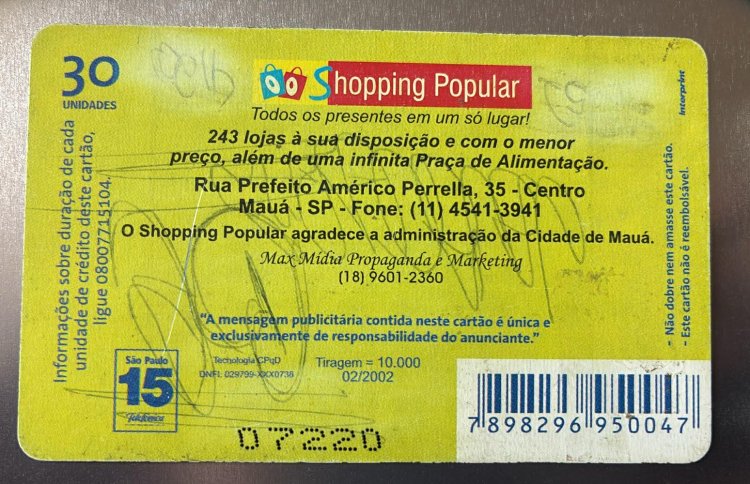 30
UNIDADES
Shopping Popular
Interprint
Todos os presentes em um só lugar!
243 lojas à sua disposição e com o menor
preço, além de uma infinita Praça de Alimentação.
Rua Prefeito Américo Perrella, 35 - Centro
Mauá - SP - Fone: (11) 4541-3941
O Shopping Popular agradece a administração da Cidade de Mauá.
Max Mídia Propaganda e Marketing
(18) 9601-2360
Informações sobre duração de cada
unidade de crédito deste cartão,
ligue 08007715104.
- Não dobre nem amasse este cartão.
- Este cartão não é reembolsável.
"A mensagem publicitária contida neste cartão é única e
exclusivamente de responsabilidade do anunciante."
São Paulo
15
Telefonica
Tecnologia CPqD
DNFI: 029799-XXX0738
Tiragem = 10.000
02/2002
07220
7 898296 950047